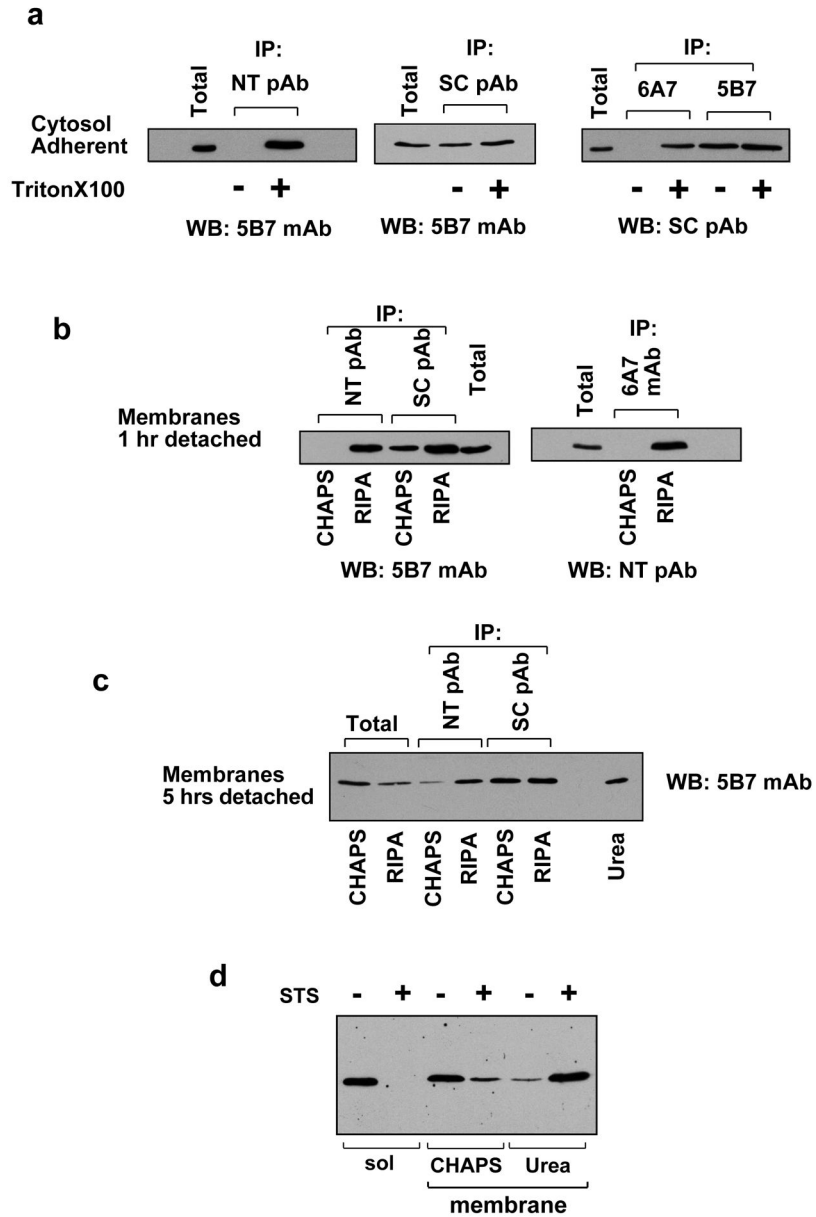 a
IP:
NT pAb
Total
Cytosol
Adherent
TritonX100
- +
WB: 5B7 mAb
IP:
SC pAb
Total
- +
WB: 5B7 mAb
IP:
6A7 5B7
Total
- + - +
WB: SC pAb
b
IP:
NT pAb
SC pAb
Total
Membranes
1 hr detached
CHAPS
RIPA
CHAPS
RIPA
WB: 5B7 mAb
IP:
Total
6A7
mAb
CHAPS
RIPA
WB: NT pAb
c
IP:
NT pAb
SC pAb
Total
Membranes
5 hrs detached
WB: 5B7 mAb
CHAPS
RIPA
CHAPS
RIPA
CHAPS
RIPA
Urea
d
STS - + - + - +
sol CHAPS Urea
membrane